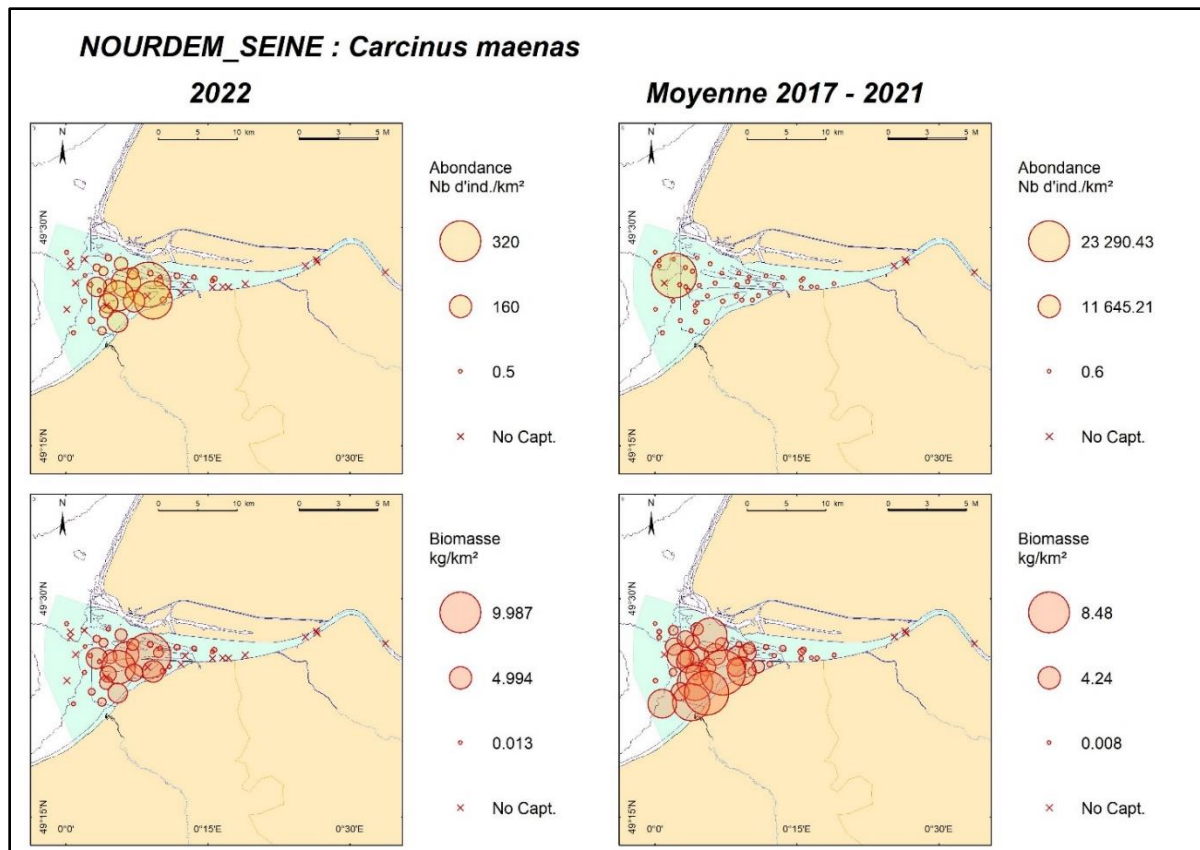 NOURDEM_SEINE : Carcinus maenas
2022
Moyenne 2017 - 2021
N
0 5 10 km
0 3 5 M
49°30'N
49°15'N
0°0'
0°15'E
0°30'E
Abondance
Nb d'ind./km²
320
160
0.5
No Capt.
N
0 5 10 km
0 3 5 M
49°30'N
49°15'N
0°0'
0°15'E
0°30'E
Abondance
Nb d'ind./km²
23 290.43
11 645.21
0.6
No Capt.
N
0 5 10 km
0 3 5 M
49°30'N
49°15'N
0°0'
0°15'E
0°30'E
Biomasse
kg/km²
9.987
4.994
0.013
No Capt.
N
0 5 10 km
0 3 5 M
49°30'N
49°15'N
0°0'
0°15'E
0°30'E
Biomasse
kg/km²
8.48
4.24
0.008
No Capt.